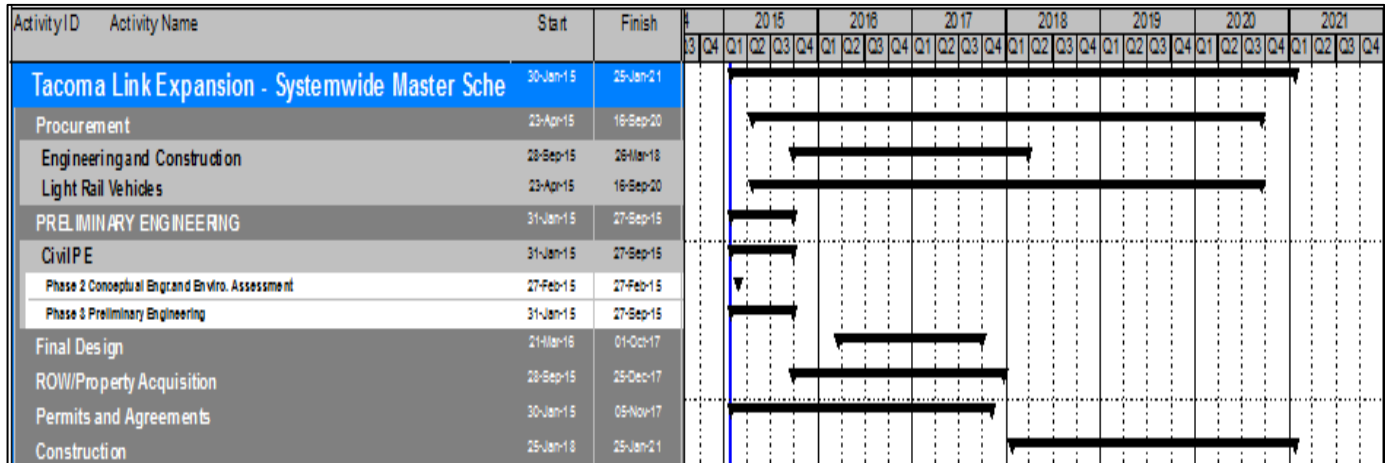 Activity ID Activity Name Start Finish 4 2015 2016 2017 2018 2019 2020 2021
Q3 Q4 Q1 Q2 Q3 Q4 Q1 Q2 Q3 Q4 Q1 Q2 Q3 Q4 Q1 Q2 Q3 Q4 Q1 Q2 Q3 Q4 Q1 Q2 Q3 Q4 Q1 Q2 Q3 Q4
Tacoma Link Expansion - Systemwide Master Sche 30-Jan-15 25-Jan-21
Procurement 23-Apr-15 16-Sep-20
Engineering and Construction 28-Sep-15 26-Mar-18
Light Rail Vehicles 23-Apr-15 16-Sep-20
PRELIMINARY ENGINEERING 31-Jan-15 27-Sep-15
Civil PE 31-Jan-15 27-Sep-15
Phase 2 Conceptual Engr.and Enviro. Assessment 27-Feb-15 27-Feb-15
Phase 3 Preliminary Engineering 31-Jan-15 27-Sep-15
Final Design 21-Mar-16 01-Oct-17
ROW/Property Acquisition 28-Sep-15 25-Dec-17
Permits and Agreements 30-Jan-15 05-Nov-17
Construction 25-Jan-18 25-Jan-21